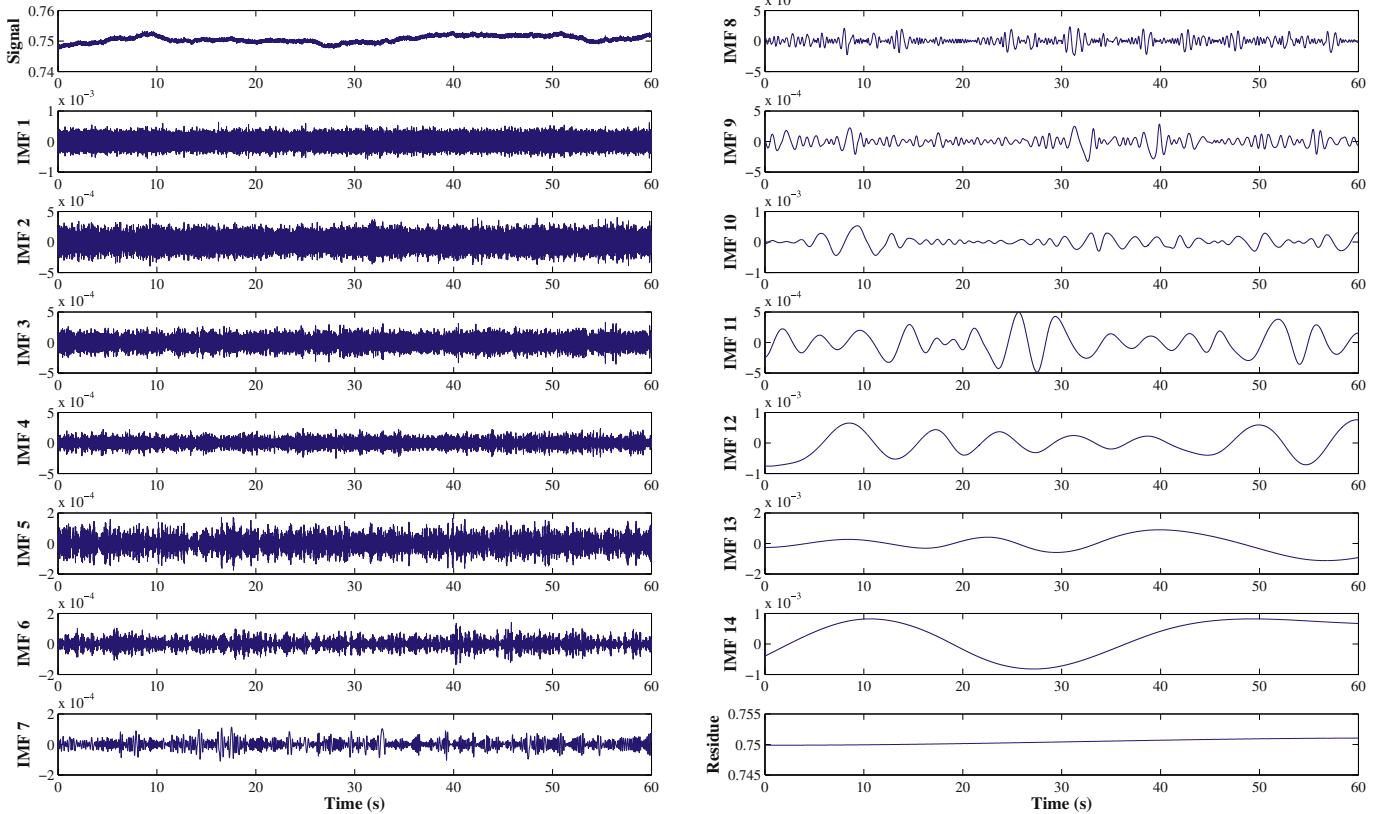 0.76
0.75
0.74
Signal
0 10 20 30 40 50 60
x 10−3
1
0
−1
IMF 1
0 10 20 30 40 50 60
x 10−4
5
0
−5
IMF 2
0 10 20 30 40 50 60
x 10−4
5
0
−5
IMF 3
0 10 20 30 40 50 60
x 10−4
5
0
−5
IMF 4
0 10 20 30 40 50 60
x 10−4
2
0
−2
IMF 5
0 10 20 30 40 50 60
x 10−4
2
0
−2
IMF 6
0 10 20 30 40 50 60
x 10−4
2
0
−2
IMF 7
0 10 20 30 40 50 60
Time (s)
5
0
−5
IMF 8
0 10 20 30 40 50 60
x 10−4
5
0
−5
IMF 9
0 10 20 30 40 50 60
x 10−3
1
0
−1
IMF 10
0 10 20 30 40 50 60
x 10−4
5
0
−5
IMF 11
0 10 20 30 40 50 60
x 10−3
1
0
−1
IMF 12
0 10 20 30 40 50 60
x 10−3
2
0
−2
IMF 13
0 10 20 30 40 50 60
x 10−3
1
0
−1
IMF 14
0 10 20 30 40 50 60
0.755
0.75
0.745
Residue
0 10 20 30 40 50 60
Time (s)